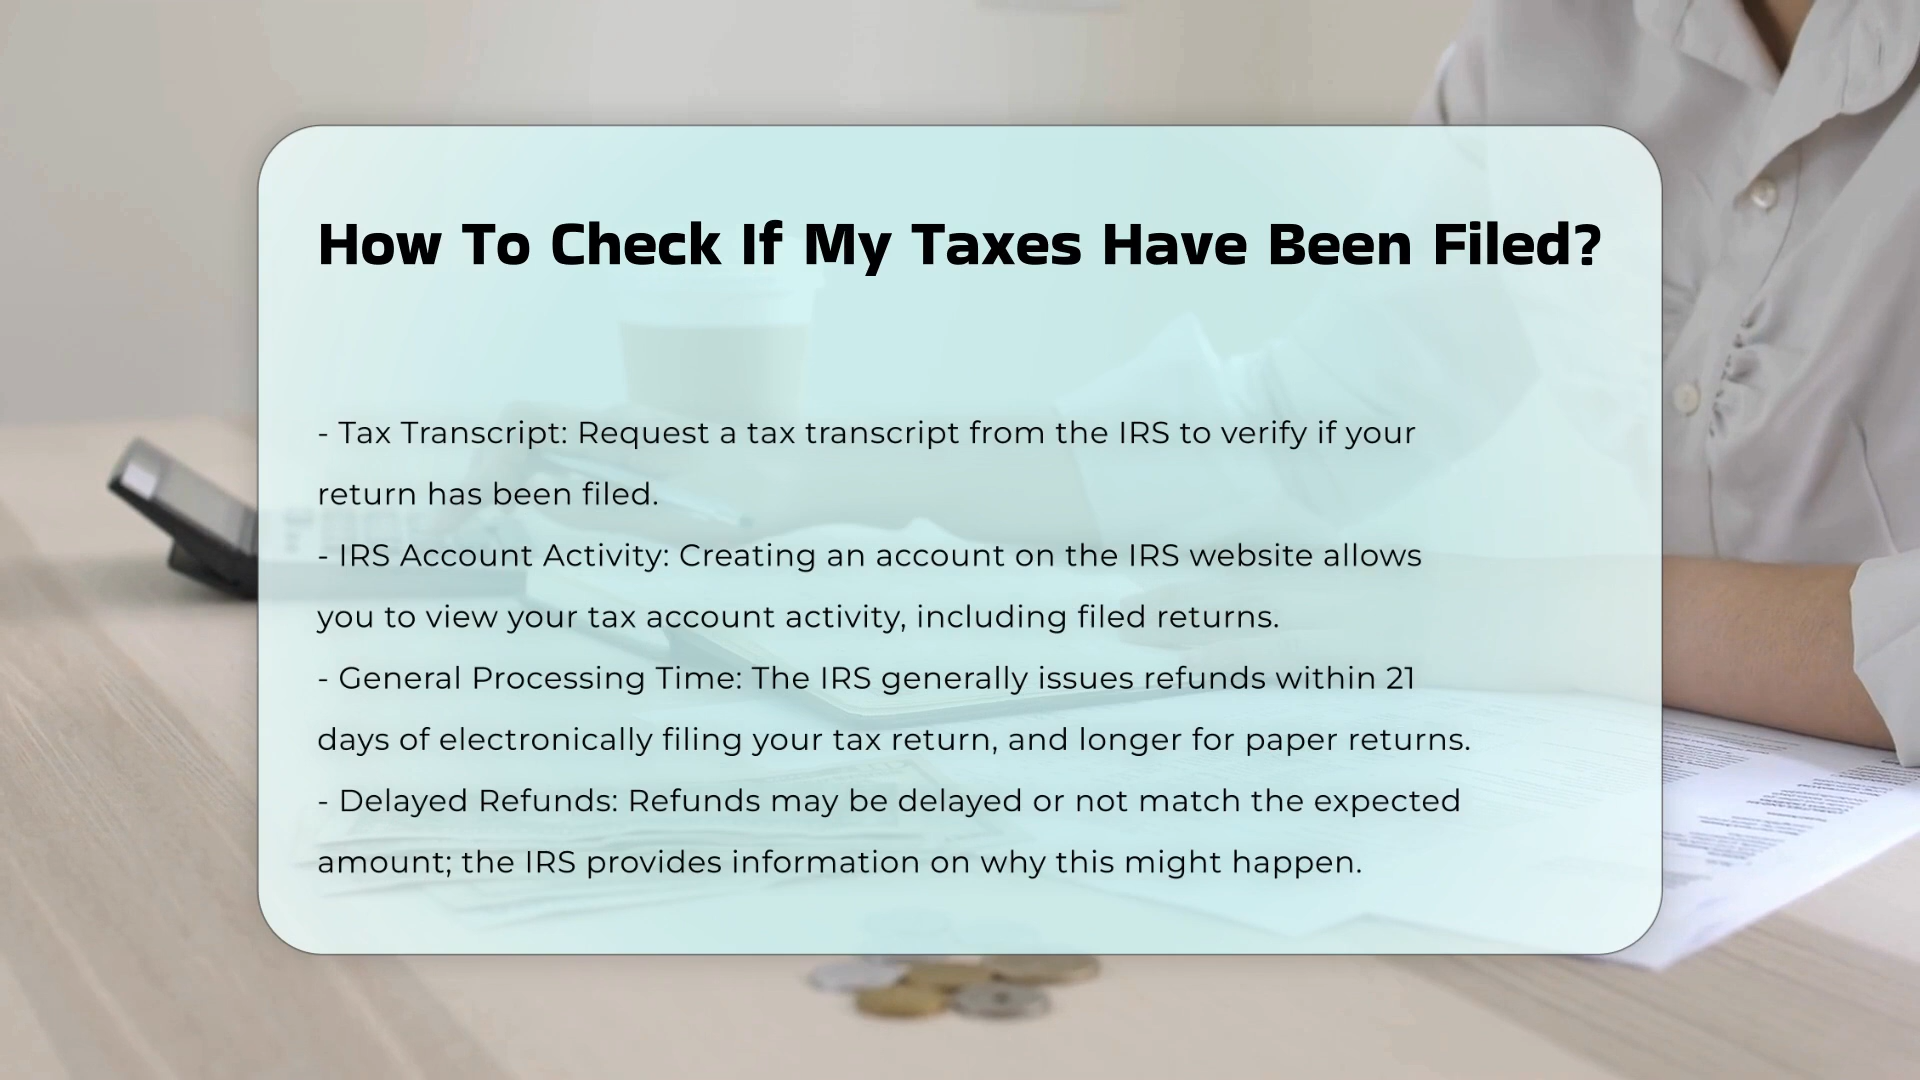 How To Check If My Taxes Have Been Filed?
- Tax Transcript: Request a tax transcript from the IRS to verify if your
return has been filed.
- IRS Account Activity: Creating an account on the IRS website allows
you to view your tax account activity, including filed returns.
- General Processing Time: The IRS generally issues refunds within 21
days of electronically filing your tax return, and longer for paper returns.
- Delayed Refunds: Refunds may be delayed or not match the expected
amount; the IRS provides information on why this might happen.